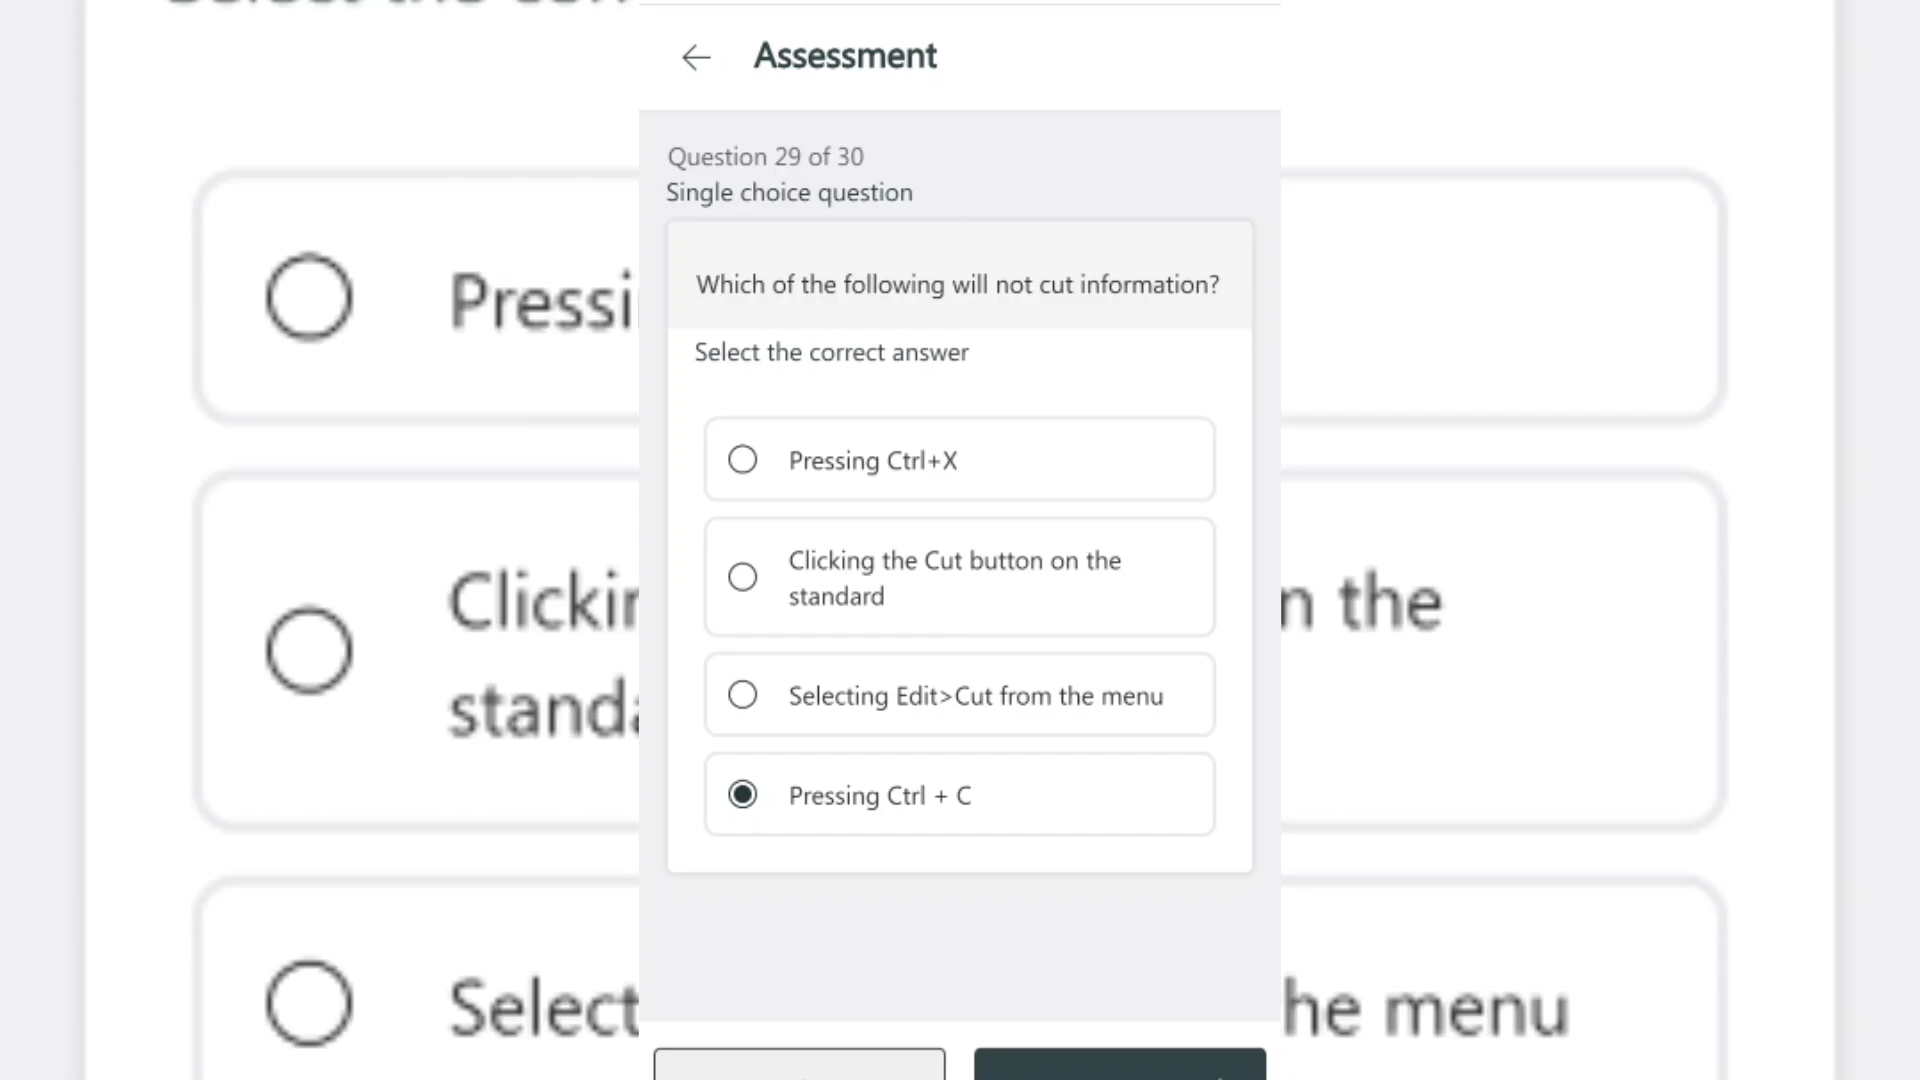 Assessment
Question 29 of 30
Single choice question
Which of the following will not cut information?
Select the correct answer
Pressing Ctrl+X
Clicking the Cut button on the
standard
Selecting Edit>Cut from the menu
Pressing Ctrl + C
Pressi
Clickin
n the
standa
Select
he menu